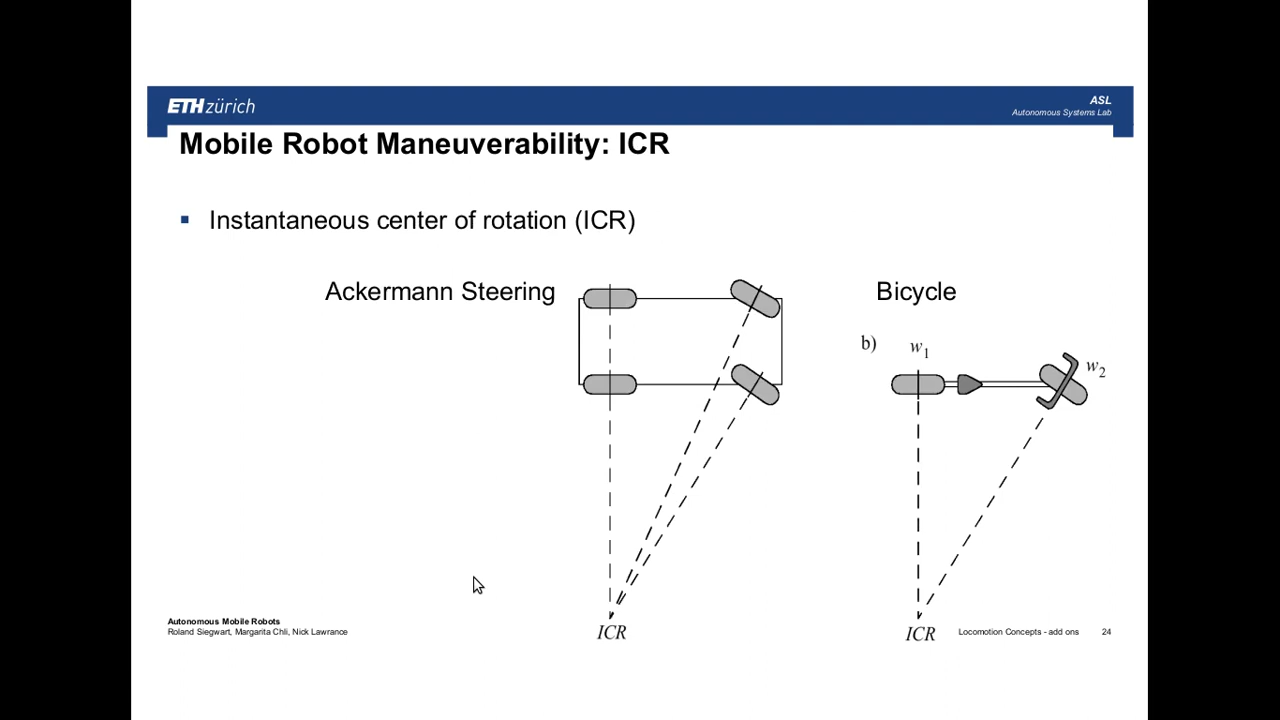 ETH zürich
ASL
Autonomous Systems Lab
Mobile Robot Maneuverability: ICR
Instantaneous center of rotation (ICR)
Ackermann Steering
Bicycle
b)
w1
w2
ICR
ICR
Autonomous Mobile Robots
Roland Siegwart, Margarita Chli, Nick Lawrance
Locomotion Concepts - add ons 24